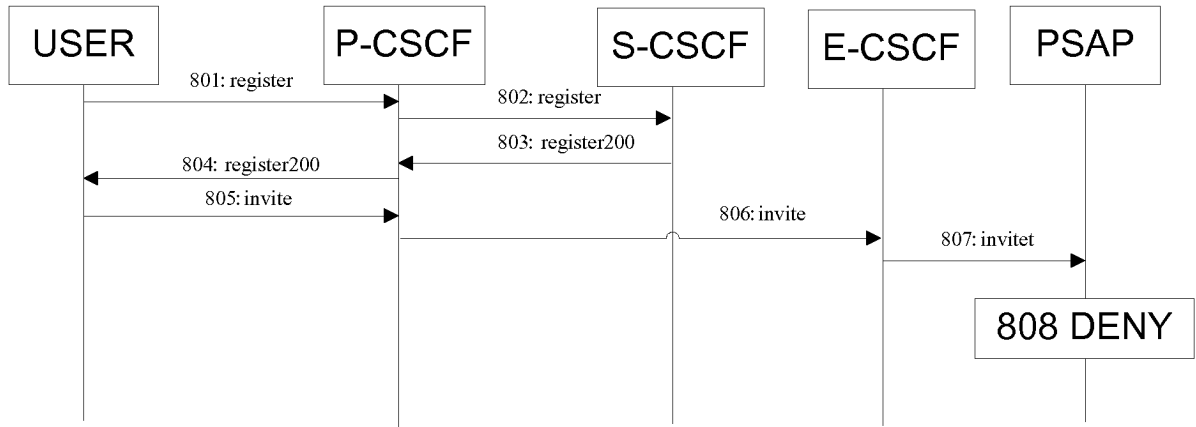 USER
P-CSCF
S-CSCF
E-CSCF
PSAP
801: register
802: register
803: register200
804: register200
805: invite
806: invite
807: invitet
808 DENY